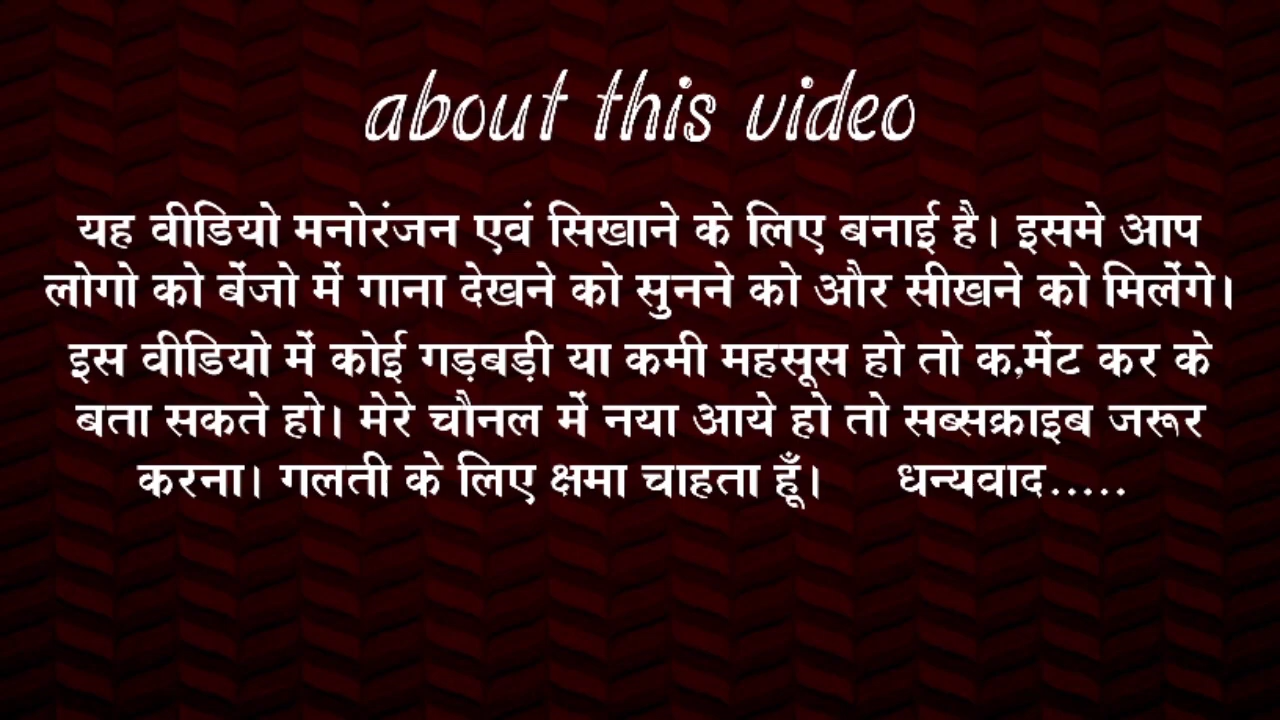 about this video
यह वीडियो मनोरंजन एवं सिखाने के लिए बनाई है। इसमे आप
लोगो को बेंजो में गाना देखने को सुनने को और सीखने को मिलेंगे।
इस वीडियो में कोई गड़बड़ी या कमी महसूस हो तो क,मेंट कर के
बता सकते हो। मेरे चौनल में नया आये हो तो सब्सक्राइब जरूर
करना। गलती के लिए क्षमा चाहता हूँ। धन्यवाद.....